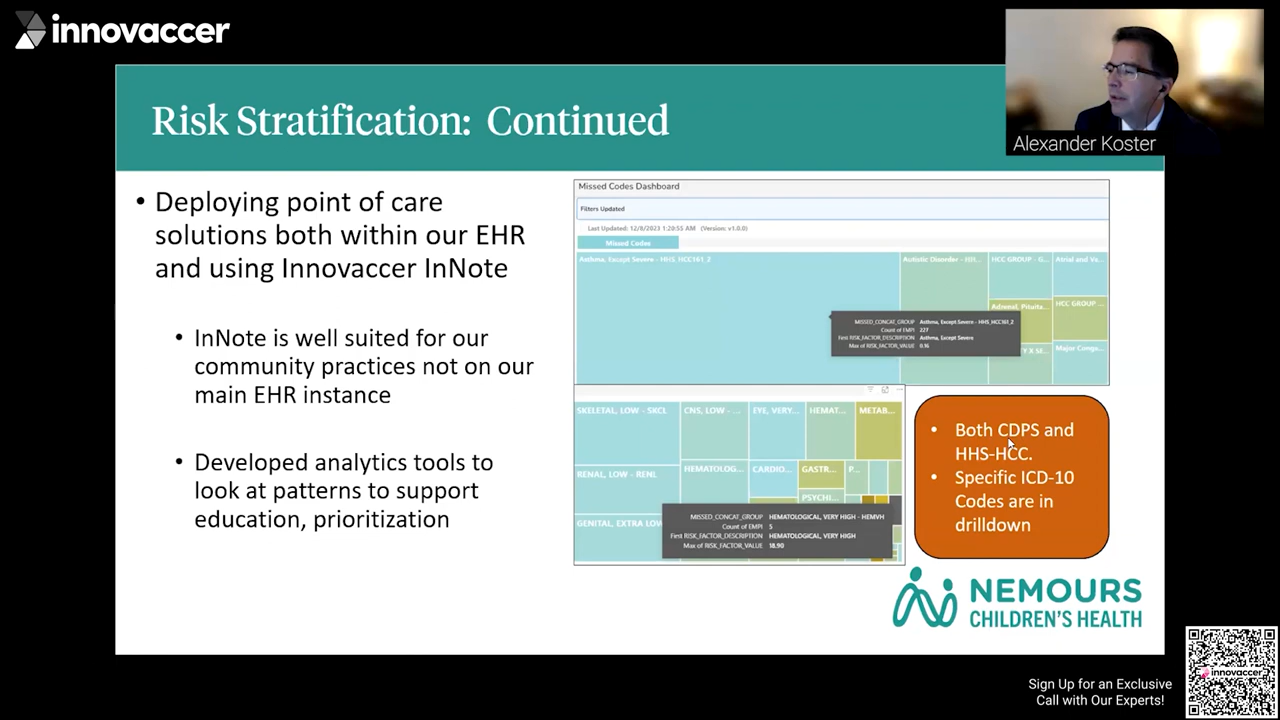 innovaccer
Alexander Koster
Risk Stratification: Continued
• Deploying point of care
solutions both within our EHR
and using Innovaccer InNote
• InNote is well suited for our
community practices not on our
main EHR instance
• Developed analytics tools to
look at patterns to support
education, prioritization
Missed Codes Dashboard
Filters Updated
Last Updated: 12/8/2023 1:20:55 AM (Version: v1.0.0)
Missed Codes
Asthma, Except Severe - HHS_HCC161_2
Autistic Disorder - HH...
HCC GROUP - G...
Atrial and Ve...
Adrenal, Pituita...
HCC GROUP ...
Y X SE...
Major Conge...
MISSED_CONCAT_GROUP Asthma, Except Severe - HHS_HCC161_2
Count of EMPI 227
First RISK_FACTOR_DESCRIPTION Asthma, Except Severe
Max of RISK_FACTOR_VALUE 0.16
SKELETAL, LOW - SKCL
CNS, LOW - ...
EYE, VERY...
HEMAT...
METAB...
RENAL, LOW - RENL
HEMATOLOG...
CARDIO...
GASTR...
P...
PSYCHI...
GENITAL, EXTRA LOW
MISSED_CONCAT_GROUP HEMATOLOGICAL, VERY HIGH - HEMVH
Count of EMPI 5
First RISK_FACTOR_DESCRIPTION HEMATOLOGICAL, VERY HIGH
Max of RISK_FACTOR_VALUE 18.90
• Both CDPS and
HHS-HCC.
• Specific ICD-10
Codes are in
drilldown
NEMOURS
CHILDREN'S HEALTH
Sign Up for an Exclusive
Call with Our Experts!
innovaccer